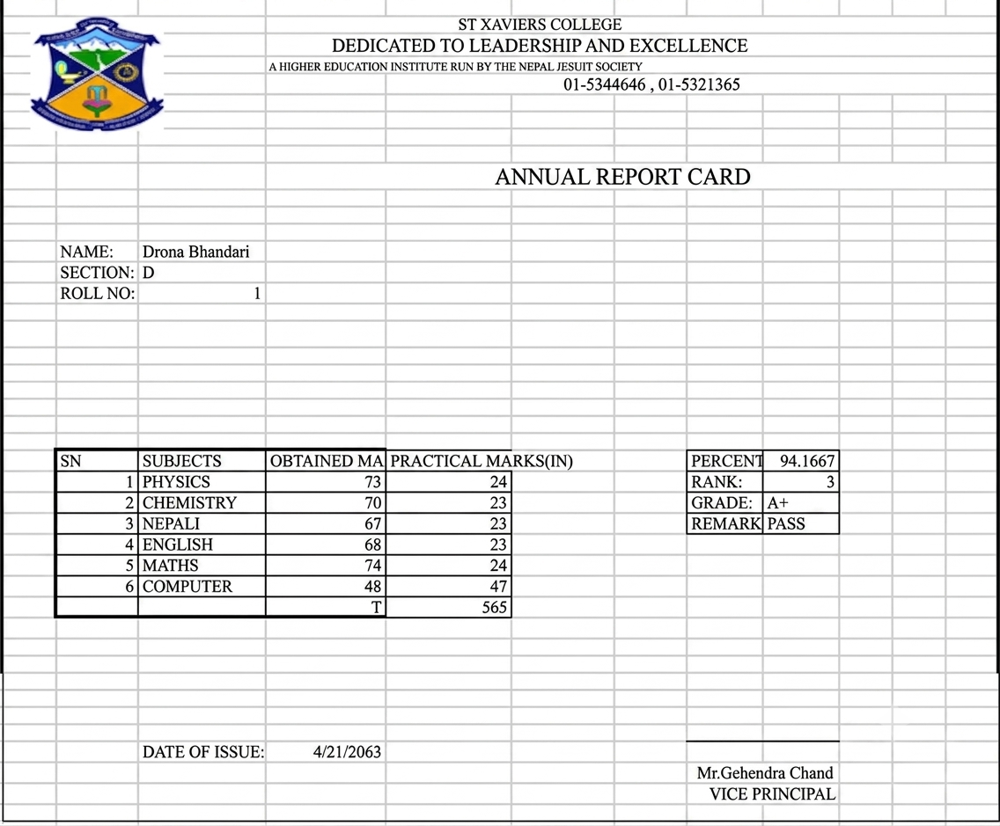 ST XAVIERS COLLEGE
DEDICATED TO LEADERSHIP AND EXCELLENCE
A HIGHER EDUCATION INSTITUTE RUN BY THE NEPAL JESUIT SOCIETY
01-5344646 , 01-5321365
ANNUAL REPORT CARD
NAME: Drona Bhandari
SECTION: D
ROLL NO: 1
SN SUBJECTS OBTAINED MA PRACTICAL MARKS(IN) PERCENT 94.1667
1 PHYSICS 73 24 RANK: 3
2 CHEMISTRY 70 23 GRADE: A+
3 NEPALI 67 23 REMARK PASS
4 ENGLISH 68 23
5 MATHS 74 24
6 COMPUTER 48 47
T 565
DATE OF ISSUE: 4/21/2063
Mr.Gehendra Chand
VICE PRINCIPAL